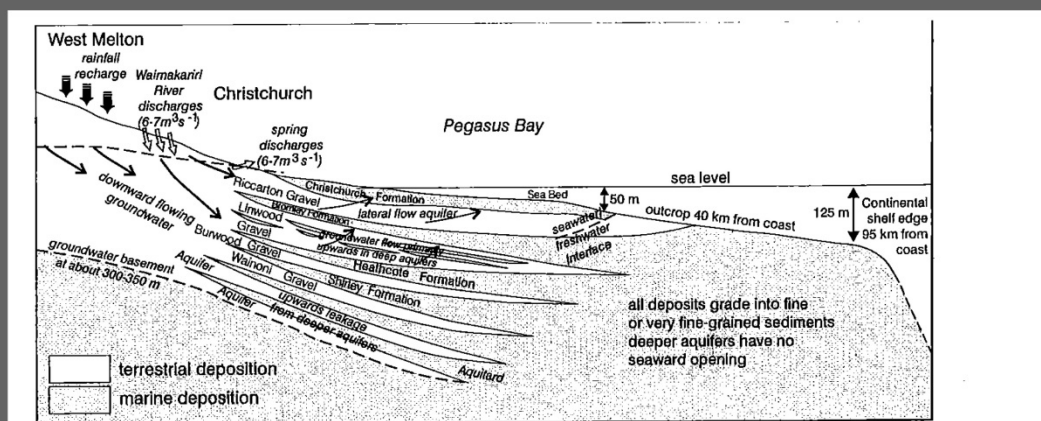 West Melton
rainfall
recharge
Waimakariri
River
discharges
(6-7m³s⁻¹)
Christchurch
spring
discharges
(6-7m³s⁻¹)
Pegasus Bay
sea level
Riccarton Gravel
Christchurch Formation
Sea Bed
50 m
125 m
Continental
shelf edge
95 km from
coast
outcrop 40 km from coast
downward flowing
groundwater
Bromley Formation
lateral flow aquifer
seawater
freshwater
interface
Linwood
Gravel
groundwater flow primarily
upwards in deep aquifers
Heathcote Formation
Burwood Gravel
Shirley Formation
groundwater basement
at about 300-350 m
Aquifer
Wainoni Gravel
Aquifer
upwards leakage
from deeper aquifers
Aquitard
all deposits grade into fine
or very fine-grained sediments
deeper aquifers have no
seaward opening
terrestrial deposition
marine deposition